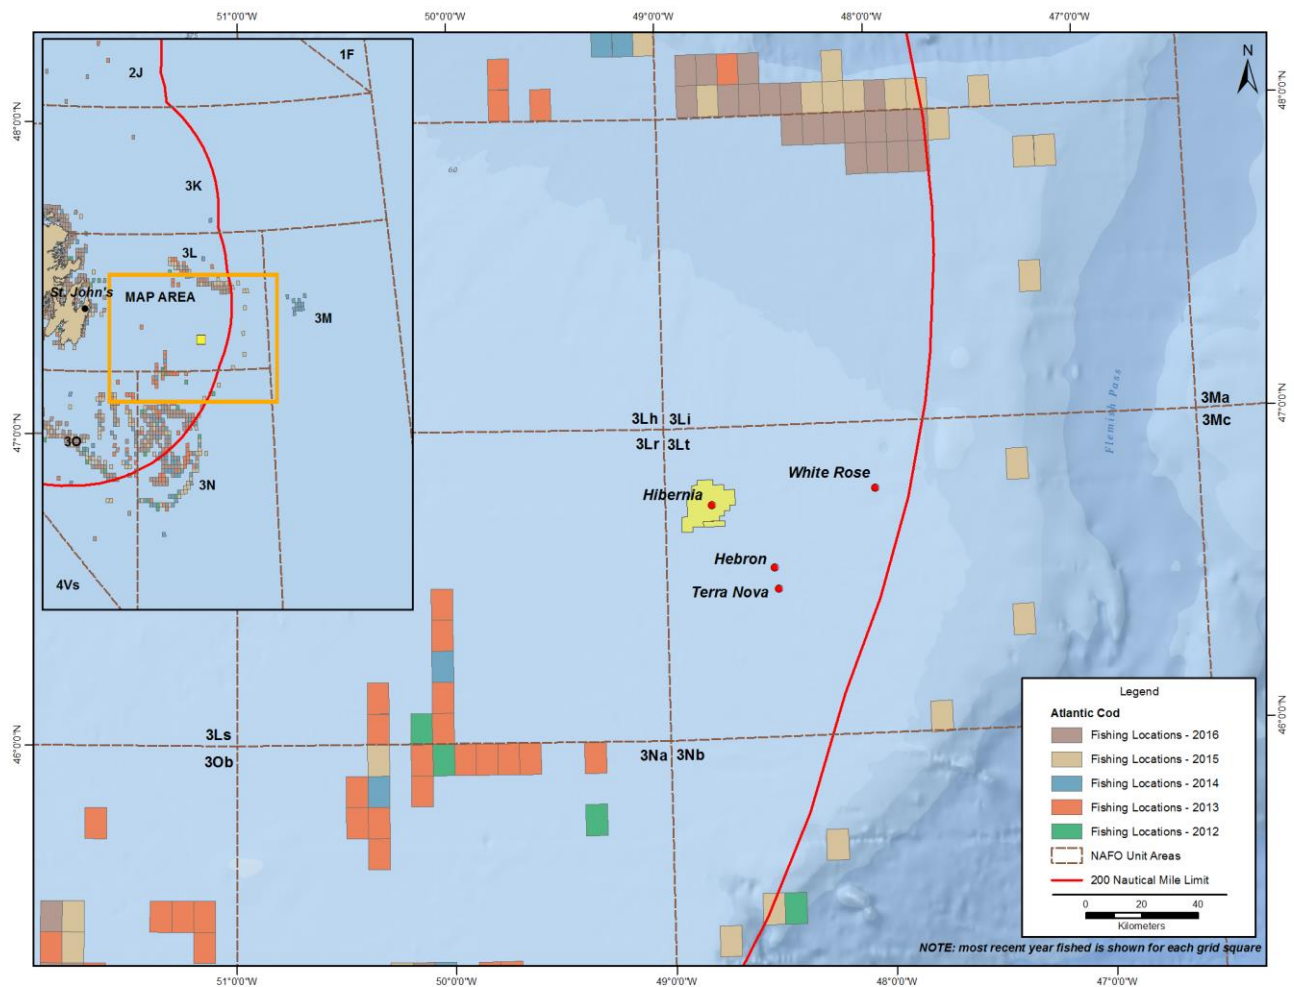 51°0'0"W
50°0'0"W
49°0'0"W
48°0'0"W
47°0'0"W
1F
2J
N
48°0'0"N
48°0'0"N
3K
60
3L
St. John's
MAP AREA
3M
3O
3N
4Vs
3Ma
3Mc
47°0'0"N
47°0'0"N
3Lh
3Li
3Lr
3Lt
Flemish Pass
White Rose
Hibernia
Hebron
Terra Nova
3Ls
3Ob
3Na
3Nb
46°0'0"N
46°0'0"N
Legend
Atlantic Cod
Fishing Locations - 2016
Fishing Locations - 2015
Fishing Locations - 2014
Fishing Locations - 2013
Fishing Locations - 2012
NAFO Unit Areas
200 Nautical Mile Limit
0 20 40
Kilometers
NOTE: most recent year fished is shown for each grid square
51°0'0"W
50°0'0"W
49°0'0"W
48°0'0"W
47°0'0"W